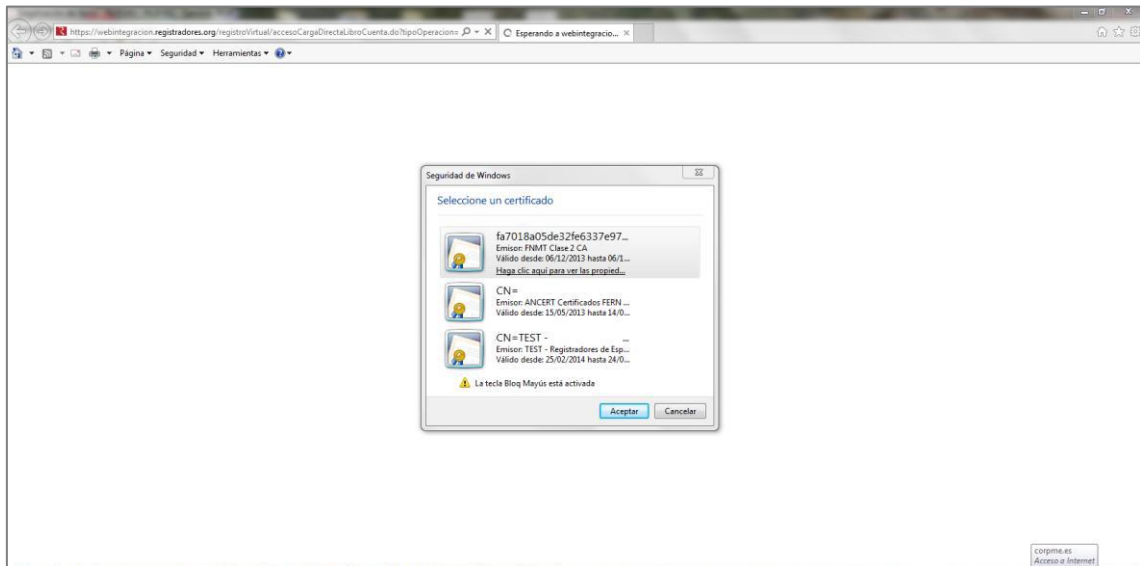 https://webintegracion.registradores.org/registroVirtual/accesoCargaDirectaLibroCuenta.do?tipoOperacion=
Esperando a webintegracio...
Página Seguridad Herramientas
Seguridad de Windows
Seleccione un certificado
fa7018a05de32fe6337e97...
Emisor: FNMT Clase 2 CA
Válido desde: 06/12/2013 hasta 06/1...
Haga clic aquí para ver las propied...
CN=
Emisor: ANCERT Certificados FERN ...
Válido desde: 15/05/2013 hasta 14/0...
CN=TEST - ...
Emisor: TEST - Registradores de Esp...
Válido desde: 25/02/2014 hasta 24/0...
La tecla Bloq Mayús está activada
Aceptar Cancelar
corpme.es
Acceso a Internet